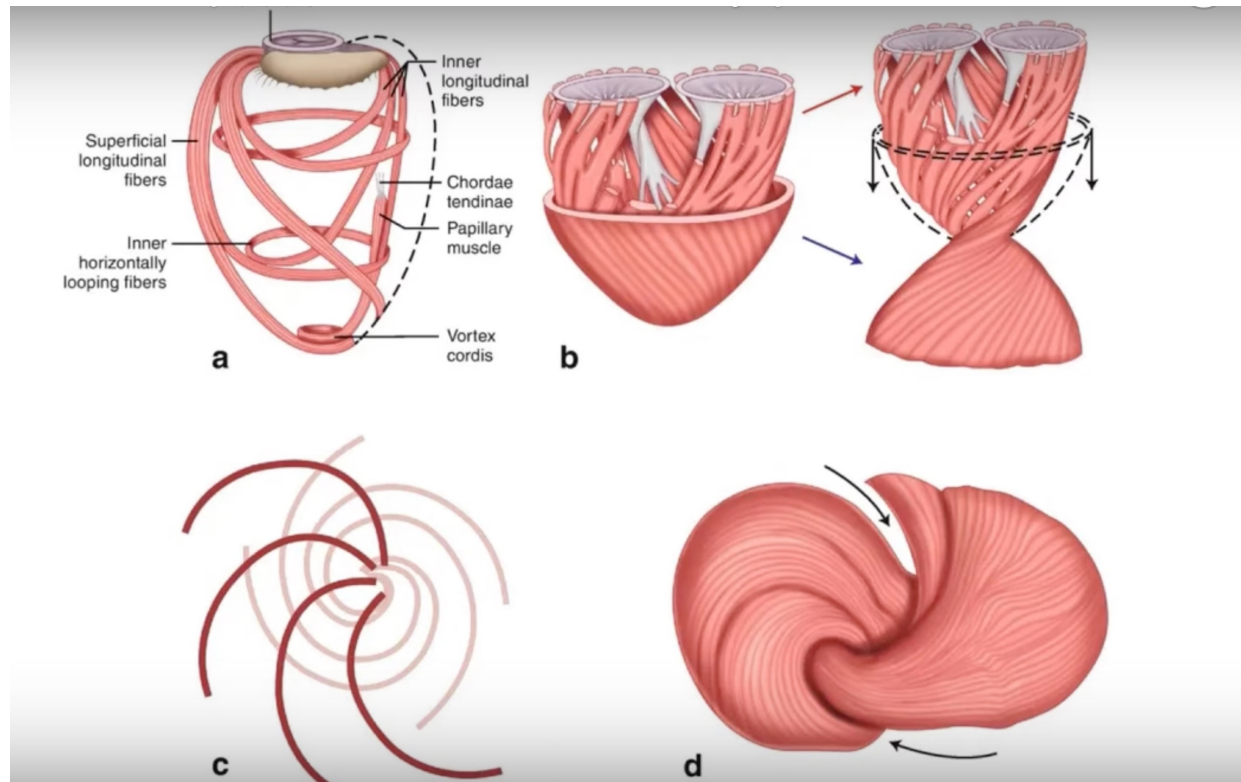 Inner
longitudinal
fibers
Superficial
longitudinal
fibers
Chordae
tendinae
Papillary
muscle
Inner
horizontally
looping fibers
Vortex
cordis
a
b
c
d